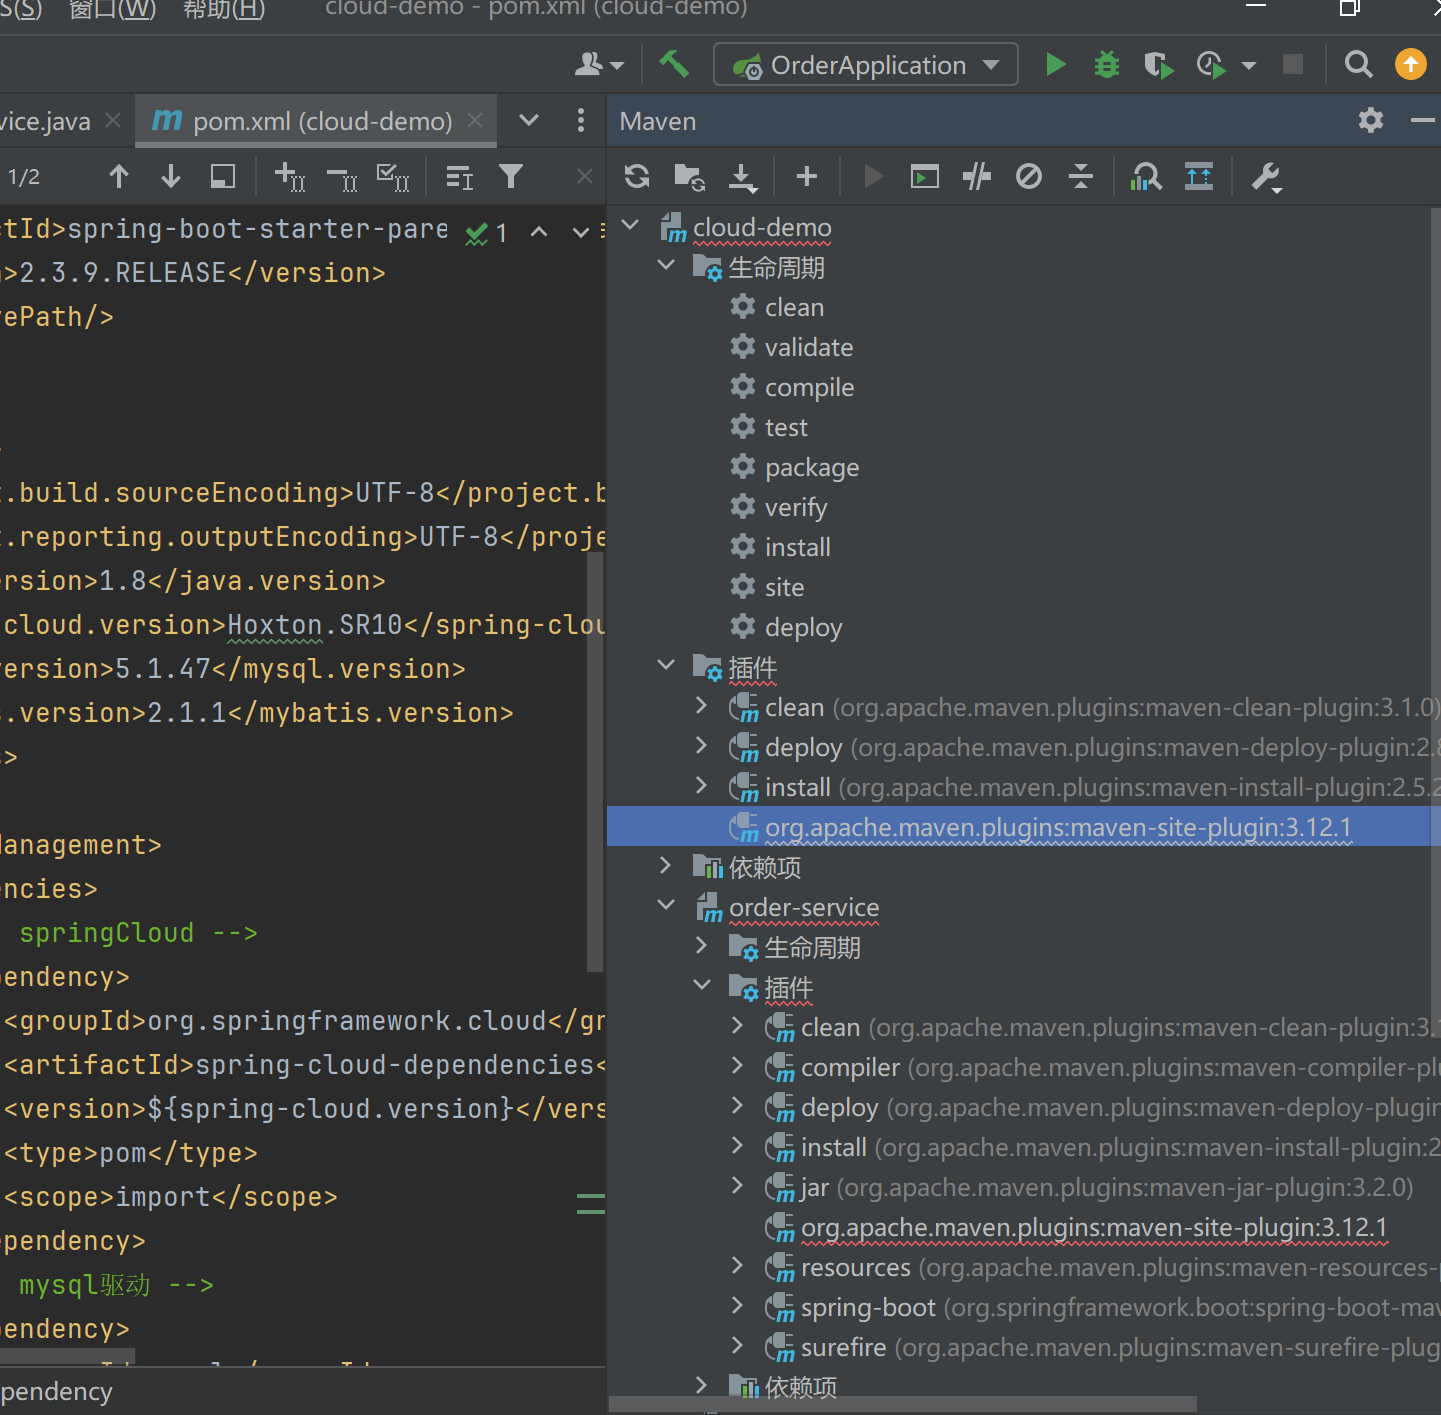 S(S) 窗口(W) 帮助(H) cloud-demo - pom.xml (cloud-demo)
OrderApplication
vice.java
pom.xml (cloud-demo)
Maven
1/2
ctId>spring-boot-starter-pare
1
>2.3.9.RELEASE</version>
vePath/>
t.build.sourceEncoding>UTF-8</project.b
t.reporting.outputEncoding>UTF-8</proje
ersion>1.8</java.version>
cloud.version>Hoxton.SR10</spring-clou
version>5.1.47</mysql.version>
s.version>2.1.1</mybatis.version>
s>
Management>
encies>
springCloud -->
pendency>
<groupId>org.springframework.cloud</gr
<artifactId>spring-cloud-dependencies<
<version>${spring-cloud.version}</vers
<type>pom</type>
<scope>import</scope>
ependency>
mysql驱动 -->
pendency>
pendency
cloud-demo
生命周期
clean
validate
compile
test
package
verify
install
site
deploy
插件
clean (org.apache.maven.plugins:maven-clean-plugin:3.1.0)
deploy (org.apache.maven.plugins:maven-deploy-plugin:2.8
install (org.apache.maven.plugins:maven-install-plugin:2.5.2
org.apache.maven.plugins:maven-site-plugin:3.12.1
依赖项
order-service
生命周期
插件
clean (org.apache.maven.plugins:maven-clean-plugin:3.1
compiler (org.apache.maven.plugins:maven-compiler-plu
deploy (org.apache.maven.plugins:maven-deploy-plugin
install (org.apache.maven.plugins:maven-install-plugin:2
jar (org.apache.maven.plugins:maven-jar-plugin:3.2.0)
org.apache.maven.plugins:maven-site-plugin:3.12.1
resources (org.apache.maven.plugins:maven-resources-p
spring-boot (org.springframework.boot:spring-boot-mav
surefire (org.apache.maven.plugins:maven-surefire-plug
依赖项